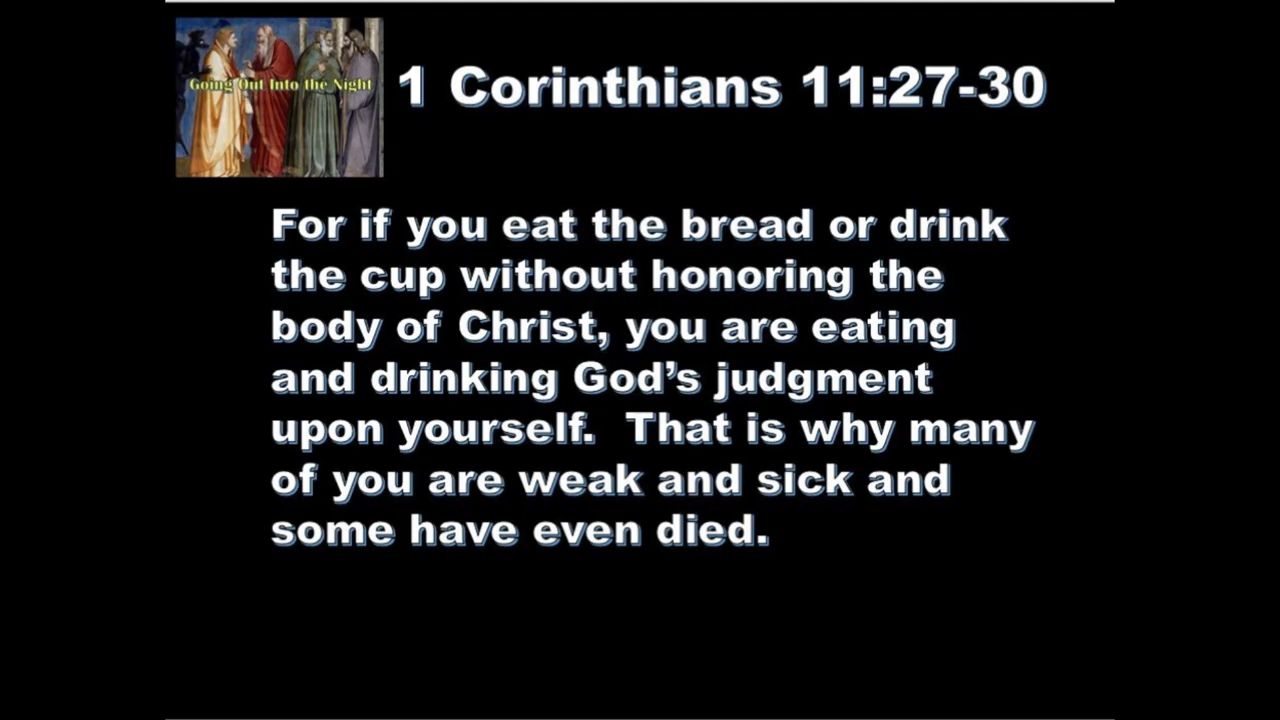 Going Out Into the Night
1 Corinthians 11:27-30
For if you eat the bread or drink
the cup without honoring the
body of Christ, you are eating
and drinking God’s judgment
upon yourself.  That is why many
of you are weak and sick and
some have even died.